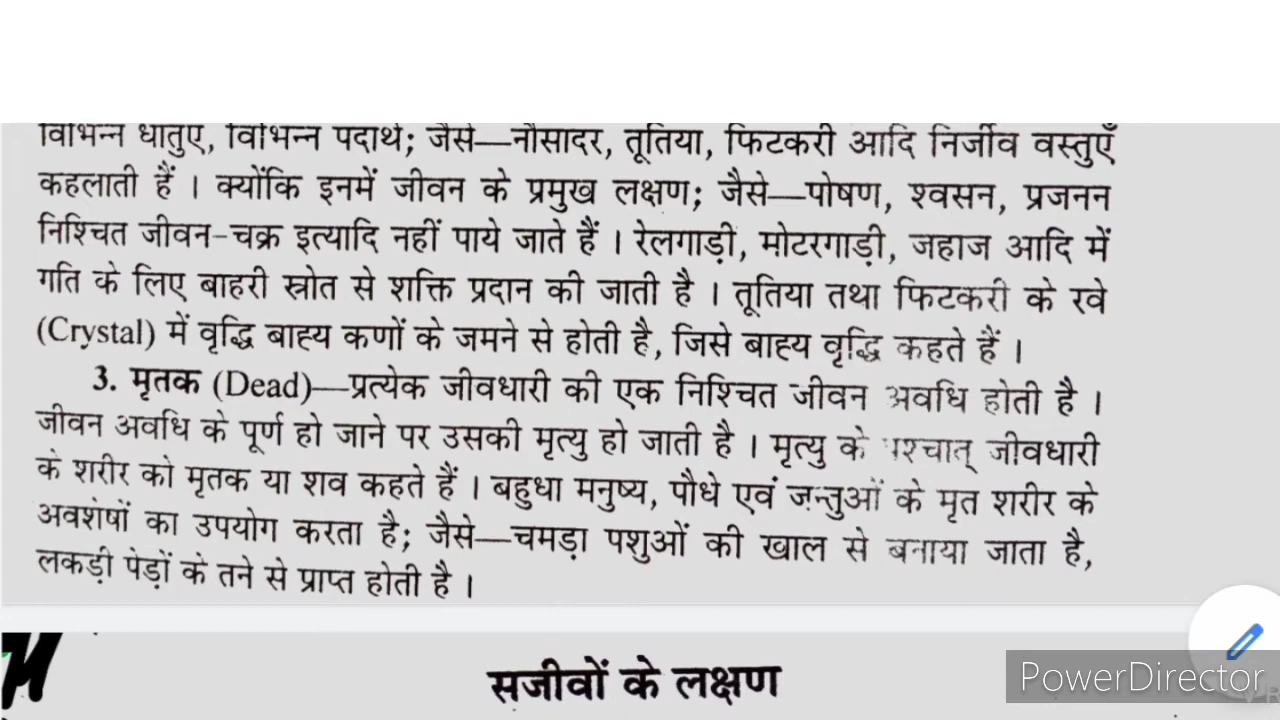 विभिन्न धातुएँ, विभिन्न पदार्थ; जैसे—नौसादर, तूतिया, फिटकरी आदि निर्जीव वस्तुएँ
कहलाती हैं । क्योंकि इनमें जीवन के प्रमुख लक्षण; जैसे—पोषण, श्वसन, प्रजनन
निश्चित जीवन-चक्र इत्यादि नहीं पाये जाते हैं । रेलगाड़ी, मोटरगाड़ी, जहाज आदि में
गति के लिए बाहरी स्रोत से शक्ति प्रदान की जाती है । तूतिया तथा फिटकरी के रवे
(Crystal) में वृद्धि बाह्य कणों के जमने से होती है, जिसे बाह्य वृद्धि कहते हैं ।
3. मृतक (Dead)—प्रत्येक जीवधारी की एक निश्चित जीवन अवधि होती है ।
जीवन अवधि के पूर्ण हो जाने पर उसकी मृत्यु हो जाती है । मृत्यु के पश्चात् जीवधारी
के शरीर को मृतक या शव कहते हैं । बहुधा मनुष्य, पौधे एवं जन्तुओं के मृत शरीर के
अवशेषों का उपयोग करता है; जैसे—चमड़ा पशुओं की खाल से बनाया जाता है,
लकड़ी पेड़ों के तने से प्राप्त होती है ।
सजीवों के लक्षण
PowerDirector